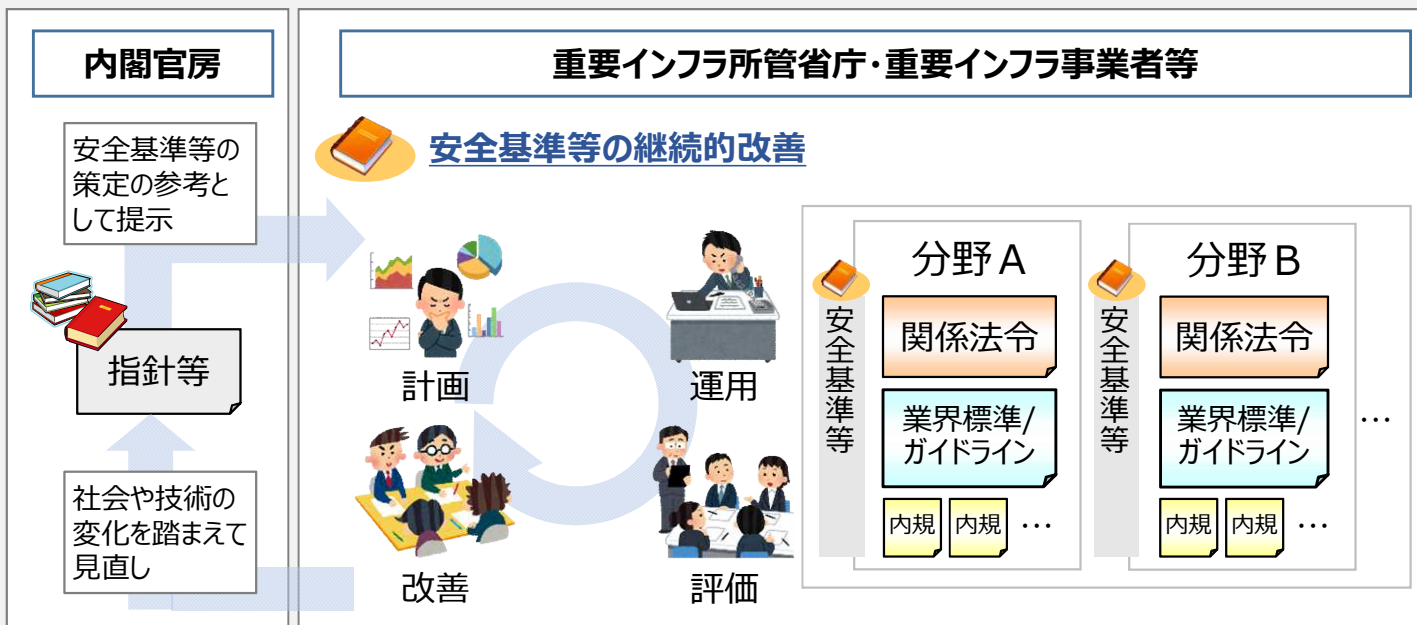 内閣官房
安全基準等の
策定の参考と
して提示
指針等
社会や技術の
変化を踏まえて
見直し
重要インフラ所管省庁・重要インフラ事業者等
安全基準等の継続的改善
計画
運用
改善
評価
安全基準等
分野A
関係法令
業界標準/
ガイドライン
内規 内規 …
安全基準等
分野B
関係法令
業界標準/
ガイドライン
内規 内規 …
…